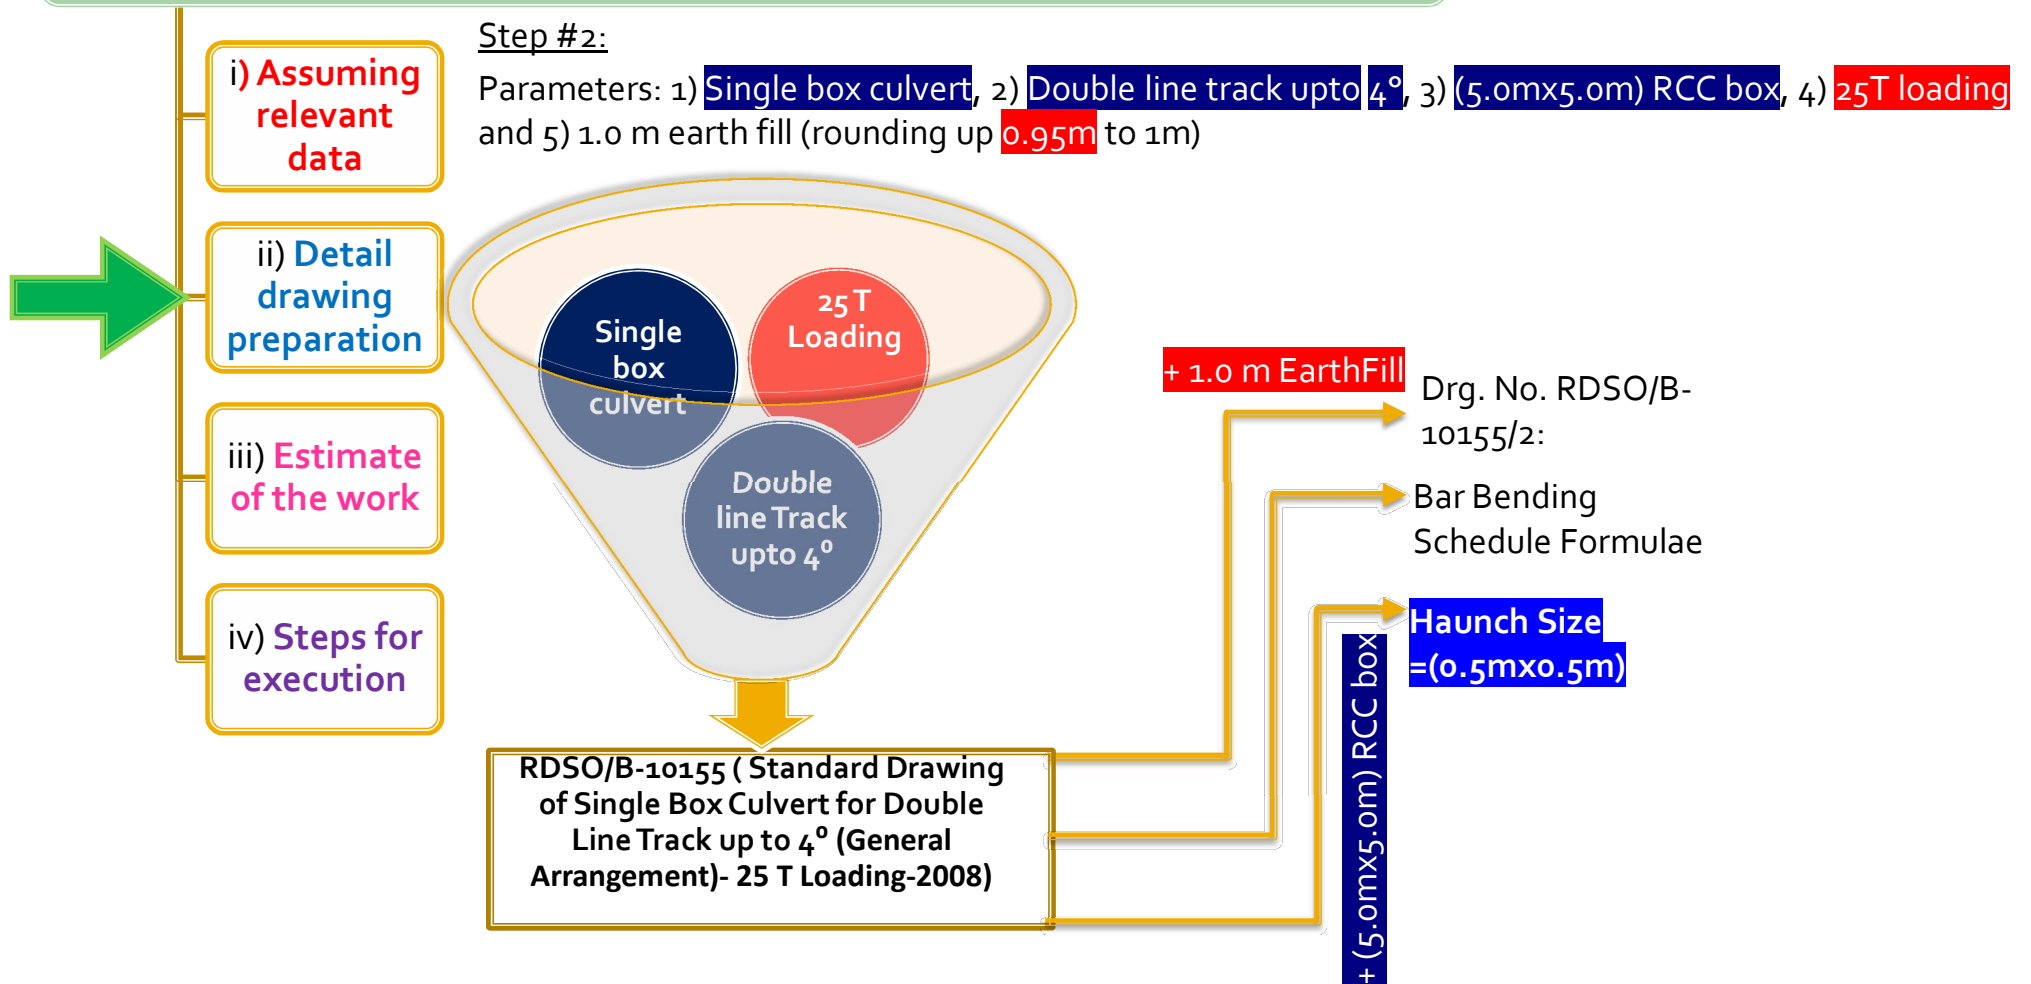 Step #2:
Parameters: 1) Single box culvert, 2) Double line track upto 4⁰, 3) (5.0mx5.0m) RCC box, 4) 25T loading
and 5) 1.0 m earth fill (rounding up 0.95m to 1m)
i) Assuming
relevant
data
ii) Detail
drawing
preparation
iii) Estimate
of the work
iv) Steps for
execution
Single
box
culvert
25 T
Loading
Double
line Track
upto 4⁰
RDSO/B-10155 ( Standard Drawing
of Single Box Culvert for Double
Line Track up to 4⁰ (General
Arrangement)- 25 T Loading-2008)
+ 1.0 m EarthFill
Drg. No. RDSO/B-
10155/2:
Bar Bending
Schedule Formulae
+ (5.0mx5.0m) RCC box
Haunch Size
=(0.5mx0.5m)